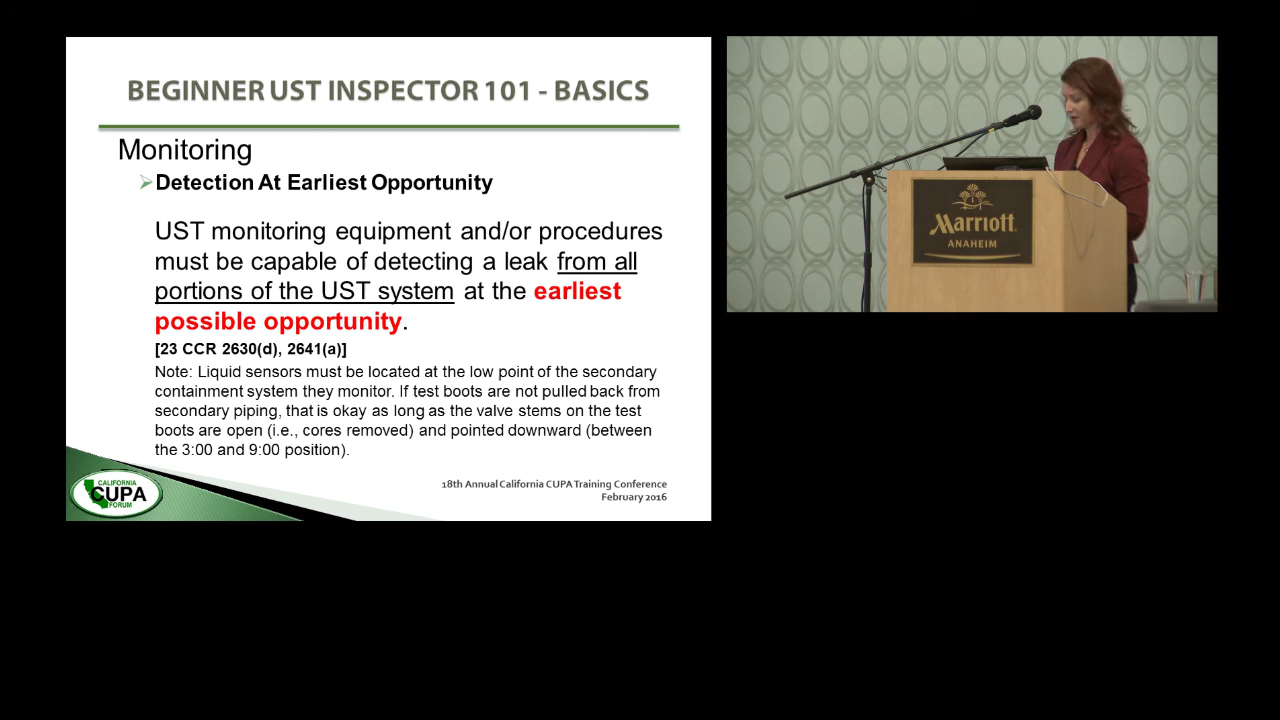 BEGINNER UST INSPECTOR 101 - BASICS
Monitoring
Detection At Earliest Opportunity
UST monitoring equipment and/or procedures
must be capable of detecting a leak from all
portions of the UST system at the earliest
possible opportunity.
[23 CCR 2630(d), 2641(a)]
Note: Liquid sensors must be located at the low point of the secondary
containment system they monitor. If test boots are not pulled back from
secondary piping, that is okay as long as the valve stems on the test
boots are open (i.e., cores removed) and pointed downward (between
the 3:00 and 9:00 position).
18th Annual California CUPA Training Conference
February 2016
CALIFORNIA
CUPA
FORUM
Marriott
ANAHEIM